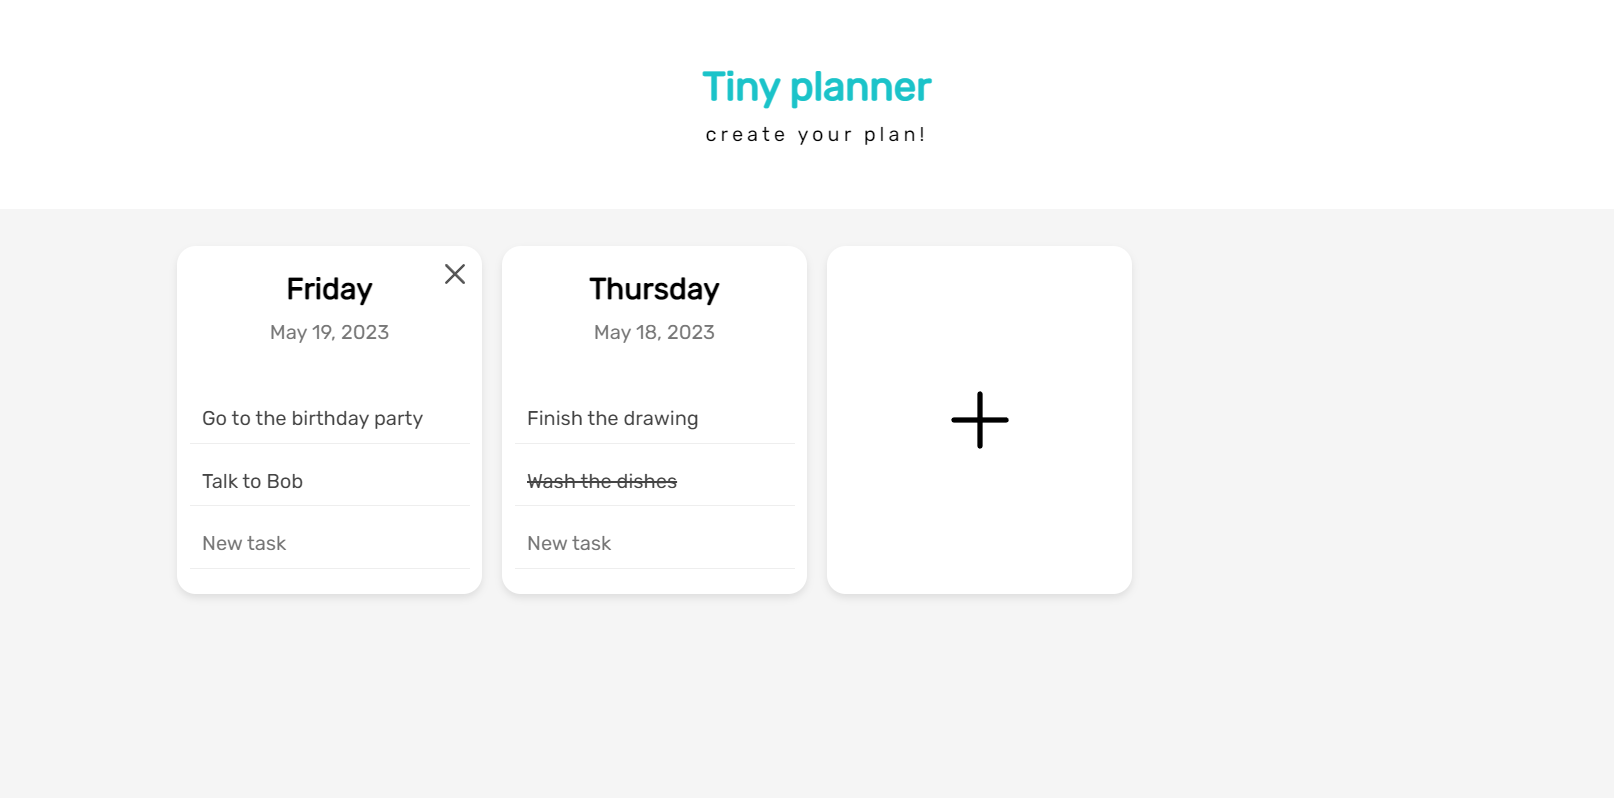 Tiny planner
create your plan!
Friday
May 19, 2023
Go to the birthday party
Talk to Bob
New task
Thursday
May 18, 2023
Finish the drawing
Wash the dishes
New task